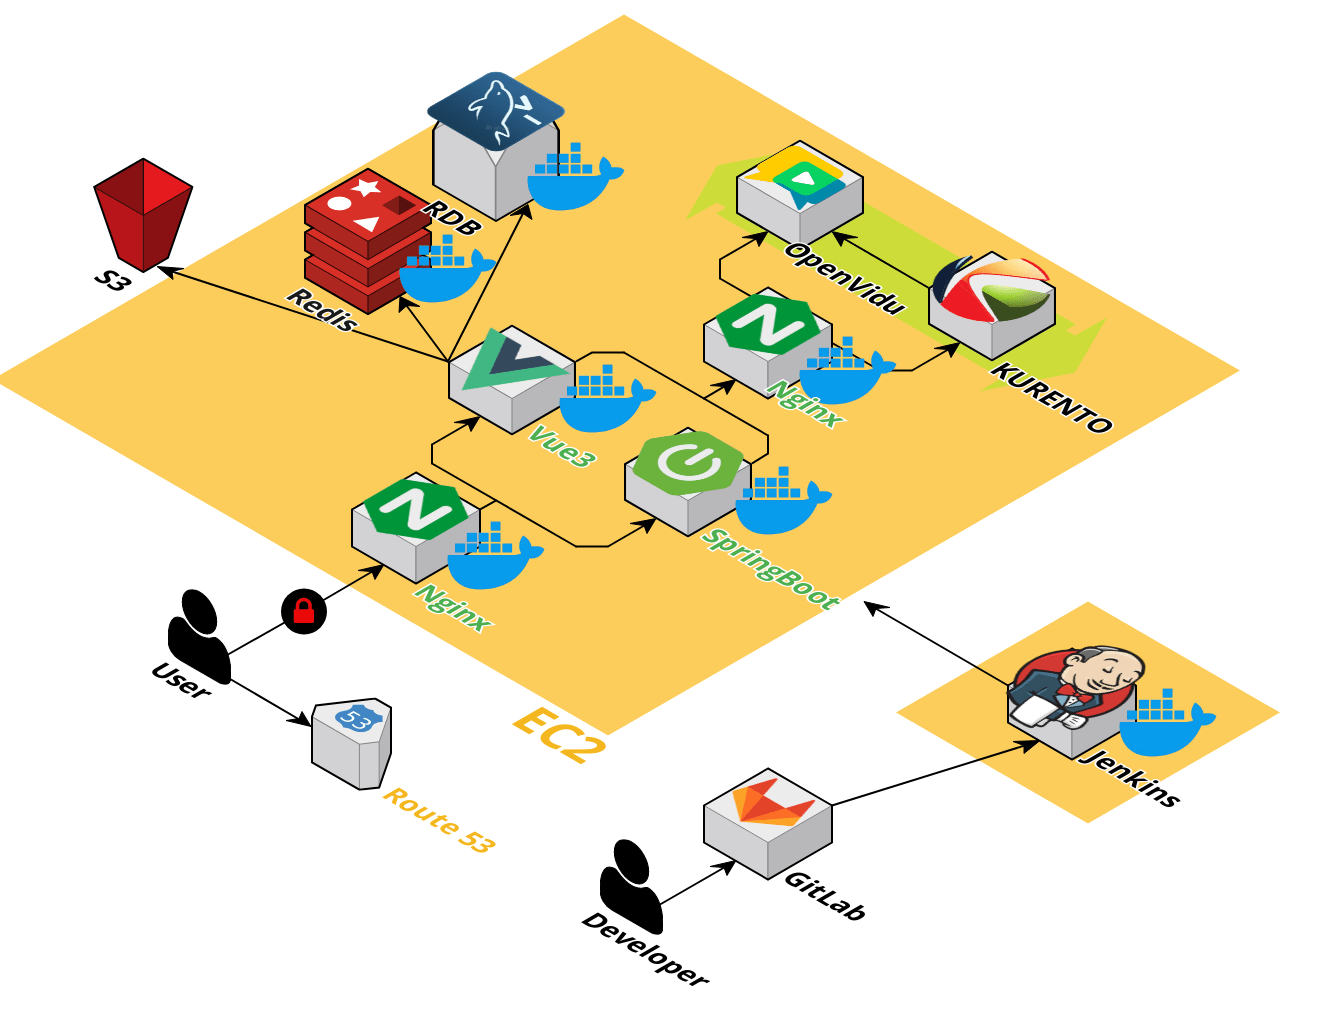 RDB
S3
Redis
OpenVidu
KURENTO
Nginx
Vue3
SpringBoot
Nginx
User
53
EC2
Route 53
Jenkins
GitLab
Developer